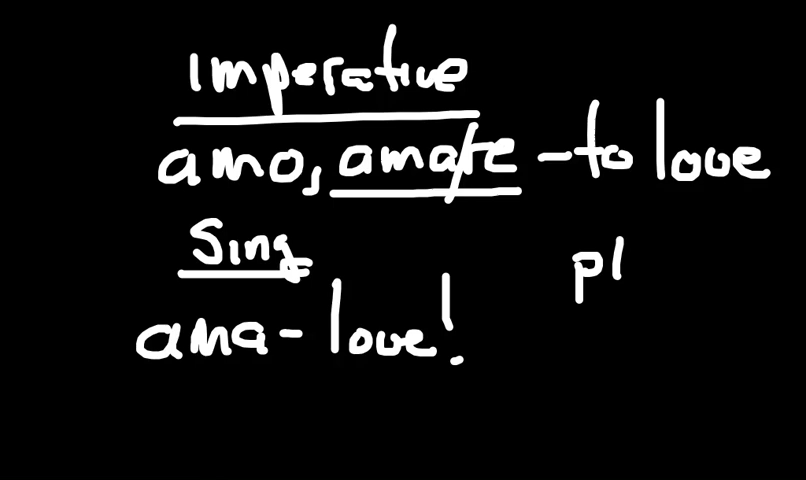 Imperative
amo, amare - to love
Sing pl
ama - love!